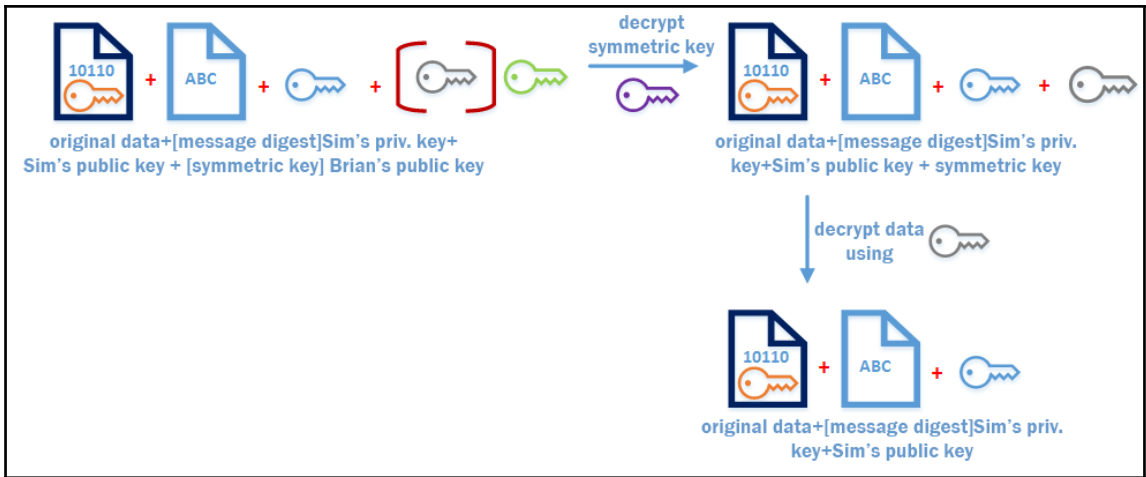 decrypt
symmetric key
10110
ABC
original data+[message digest]Sim's priv. key+
Sim's public key + [symmetric key] Brian's public key
10110
ABC
original data+[message digest]Sim's priv.
key+Sim's public key + symmetric key
decrypt data
using
10110
ABC
original data+[message digest]Sim's priv.
key+Sim's public key